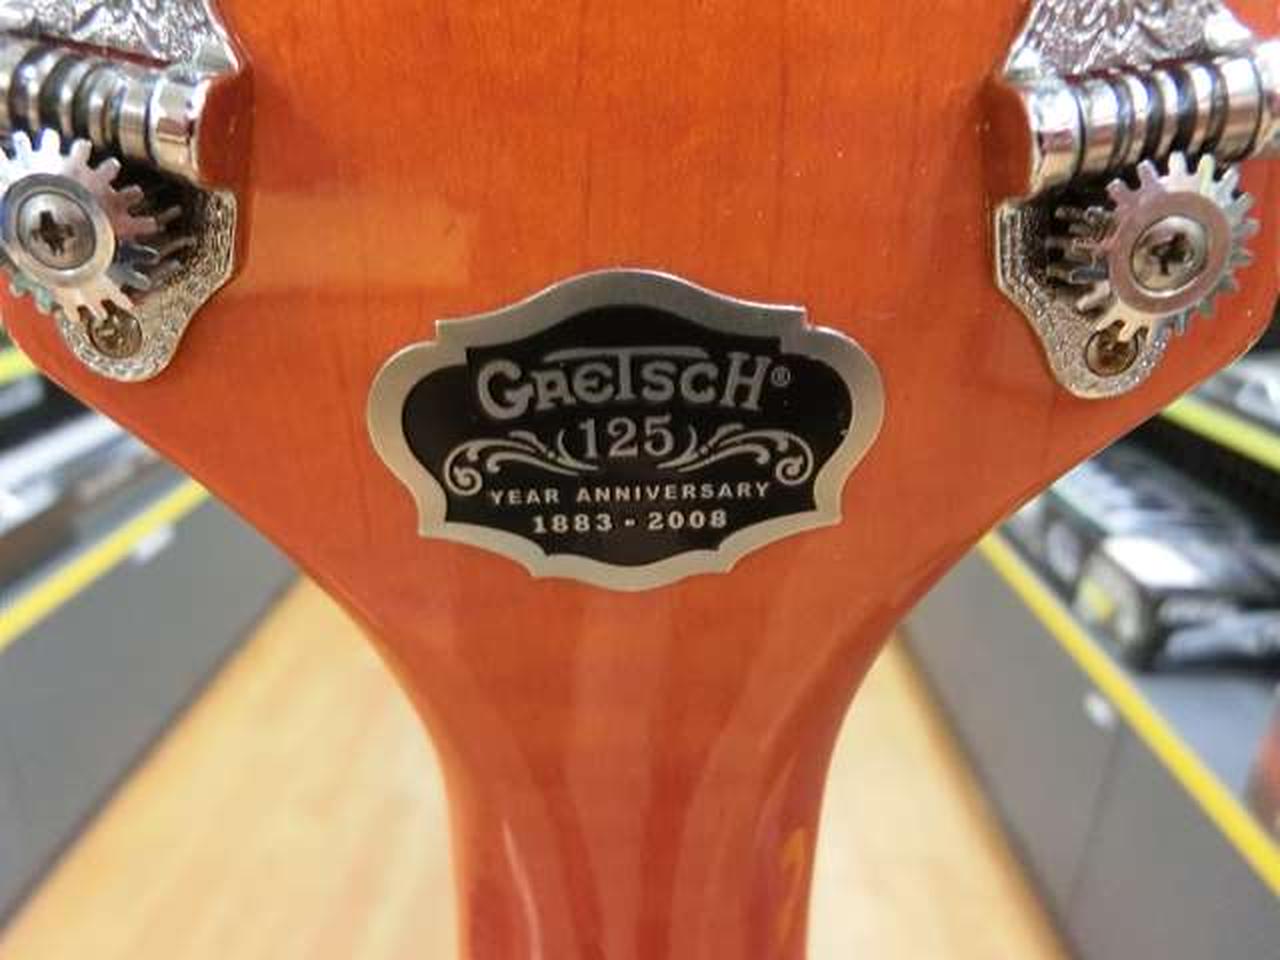 GRETSCH®
125
YEAR ANNIVERSARY
1883 - 2008